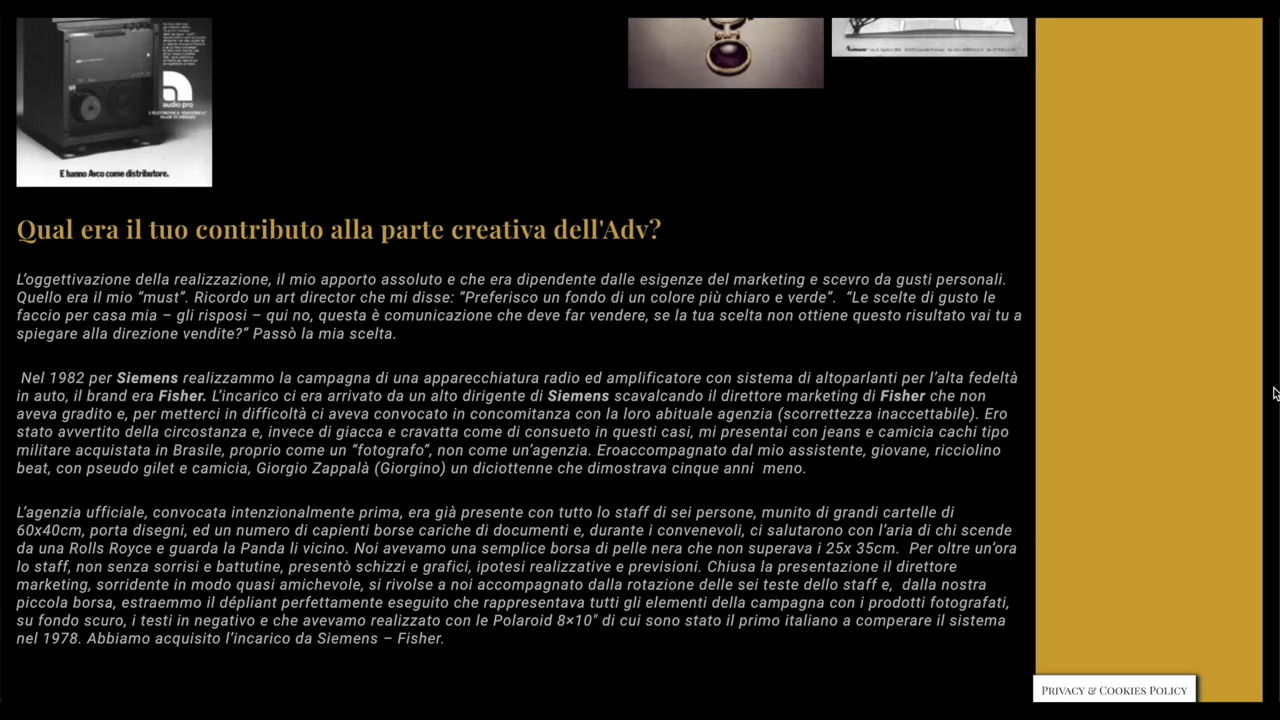 audio pro
E hanno Avco come distributore.
Qual era il tuo contributo alla parte creativa dell'Adv?
L’oggettivazione della realizzazione, il mio apporto assoluto e che era dipendente dalle esigenze del marketing e scevro da gusti personali.
Quello era il mio “must”. Ricordo un art director che mi disse: “Preferisco un fondo di un colore più chiaro e verde”.  “Le scelte di gusto le
faccio per casa mia – gli risposi – qui no, questa è comunicazione che deve far vendere, se la tua scelta non ottiene questo risultato vai tu a
spiegare alla direzione vendite?” Passò la mia scelta.
Nel 1982 per Siemens realizzammo la campagna di una apparecchiatura radio ed amplificatore con sistema di altoparlanti per l’alta fedeltà
in auto, il brand era Fisher. L’incarico ci era arrivato da un alto dirigente di Siemens scavalcando il direttore marketing di Fisher che non
aveva gradito e, per metterci in difficoltà ci aveva convocato in concomitanza con la loro abituale agenzia (scorrettezza inaccettabile). Ero
stato avvertito della circostanza e, invece di giacca e cravatta come di consueto in questi casi, mi presentai con jeans e camicia cachi tipo
militare acquistata in Brasile, proprio come un “fotografo”, non come un’agenzia. Eroaccompagnato dal mio assistente, giovane, ricciolino
beat, con pseudo gilet e camicia, Giorgio Zappalà (Giorgino) un diciottenne che dimostrava cinque anni  meno.
L’agenzia ufficiale, convocata intenzionalmente prima, era già presente con tutto lo staff di sei persone, munito di grandi cartelle di
60x40cm, porta disegni, ed un numero di capienti borse cariche di documenti e, durante i convenevoli, ci salutarono con l’aria di chi scende
da una Rolls Royce e guarda la Panda li vicino. Noi avevamo una semplice borsa di pelle nera che non superava i 25x 35cm.  Per oltre un’ora
lo staff, non senza sorrisi e battutine, presentò schizzi e grafici, ipotesi realizzative e previsioni. Chiusa la presentazione il direttore
marketing, sorridente in modo quasi amichevole, si rivolse a noi accompagnato dalla rotazione delle sei teste dello staff e,  dalla nostra
piccola borsa, estraemmo il dépliant perfettamente eseguito che rappresentava tutti gli elementi della campagna con i prodotti fotografati,
su fondo scuro, i testi in negativo e che avevamo realizzato con le Polaroid 8×10" di cui sono stato il primo italiano a comperare il sistema
nel 1978. Abbiamo acquisito l’incarico da Siemens – Fisher.
Privacy & Cookies Policy